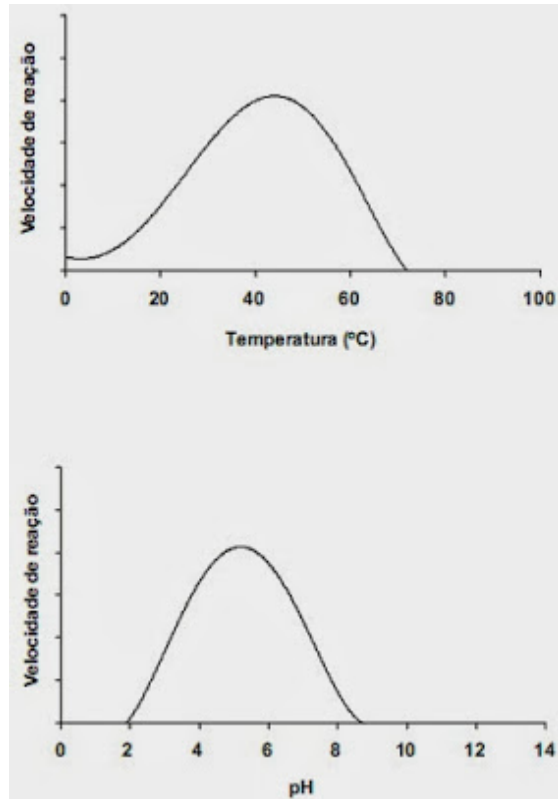 Velocidade de reação
0 20 40 60 80 100
Temperatura (ºC)
Velocidade de reação
0 2 4 6 8 10 12 14
pH